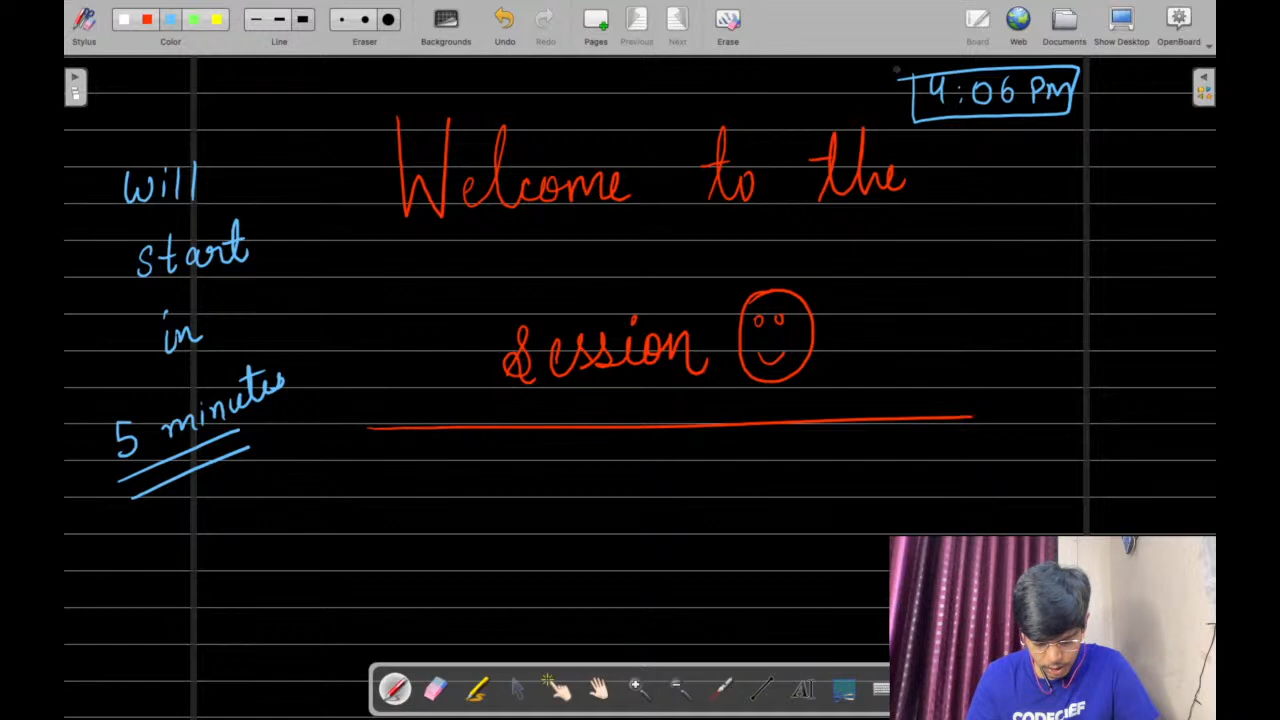 Stylus
Color
Line
Eraser
Backgrounds
Undo
Redo
Pages
Previous
Next
Erase
Board
Web
Documents
Show Desktop
OpenBoard
4:06 PM
Welcome to the
Session
will
start
in
5 minutes
AI
CODECHEF